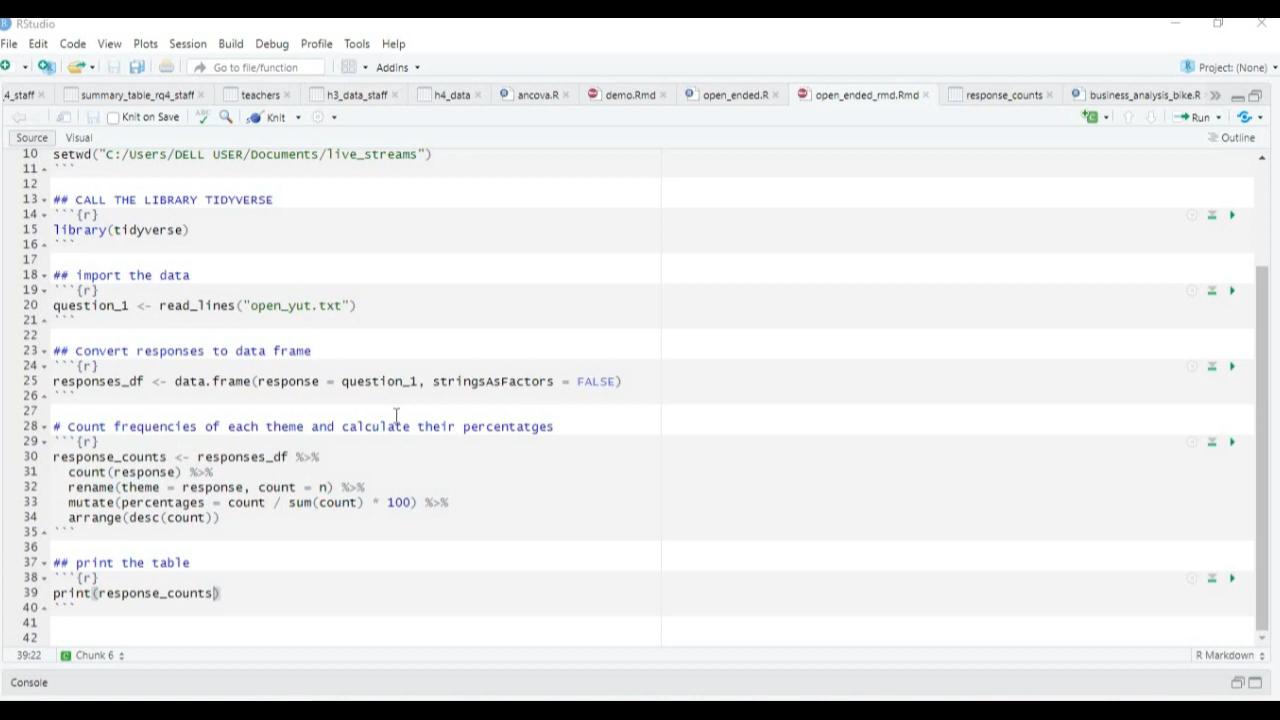 RStudio
File Edit Code View Plots Session Build Debug Profile Tools Help
Go to file/function Addins Project: (None)
4_staff summary_table_rq4_staff teachers h3_data_staff h4_data ancova.R demo.Rmd open_ended.R open_ended_rmd.Rmd response_counts business_analysis_bike.R
Knit on Save ABC Knit Run
Source Visual Outline
10 setwd("C:/Users/DELL USER/Documents/live_streams")
11 ```
12
13 ## CALL THE LIBRARY TIDYVERSE
14 ```{r}
15 library(tidyverse)
16 ```
17
18 ## import the data
19 ```{r}
20 question_1 <- read_lines("open_yut.txt")
21 ```
22
23 ## Convert responses to data frame
24 ```{r}
25 responses_df <- data.frame(response = question_1, stringsAsFactors = FALSE)
26 ```
27
28 # Count frequencies of each theme and calculate their percentatges
29 ```{r}
30 response_counts <- responses_df %>%
31 count(response) %>%
32 rename(theme = response, count = n) %>%
33 mutate(percentages = count / sum(count) * 100) %>%
34 arrange(desc(count))
35 ```
36
37 ## print the table
38 ```{r}
39 print(response_counts)
40 ```
41
42
39:22 Chunk 6 R Markdown
Console